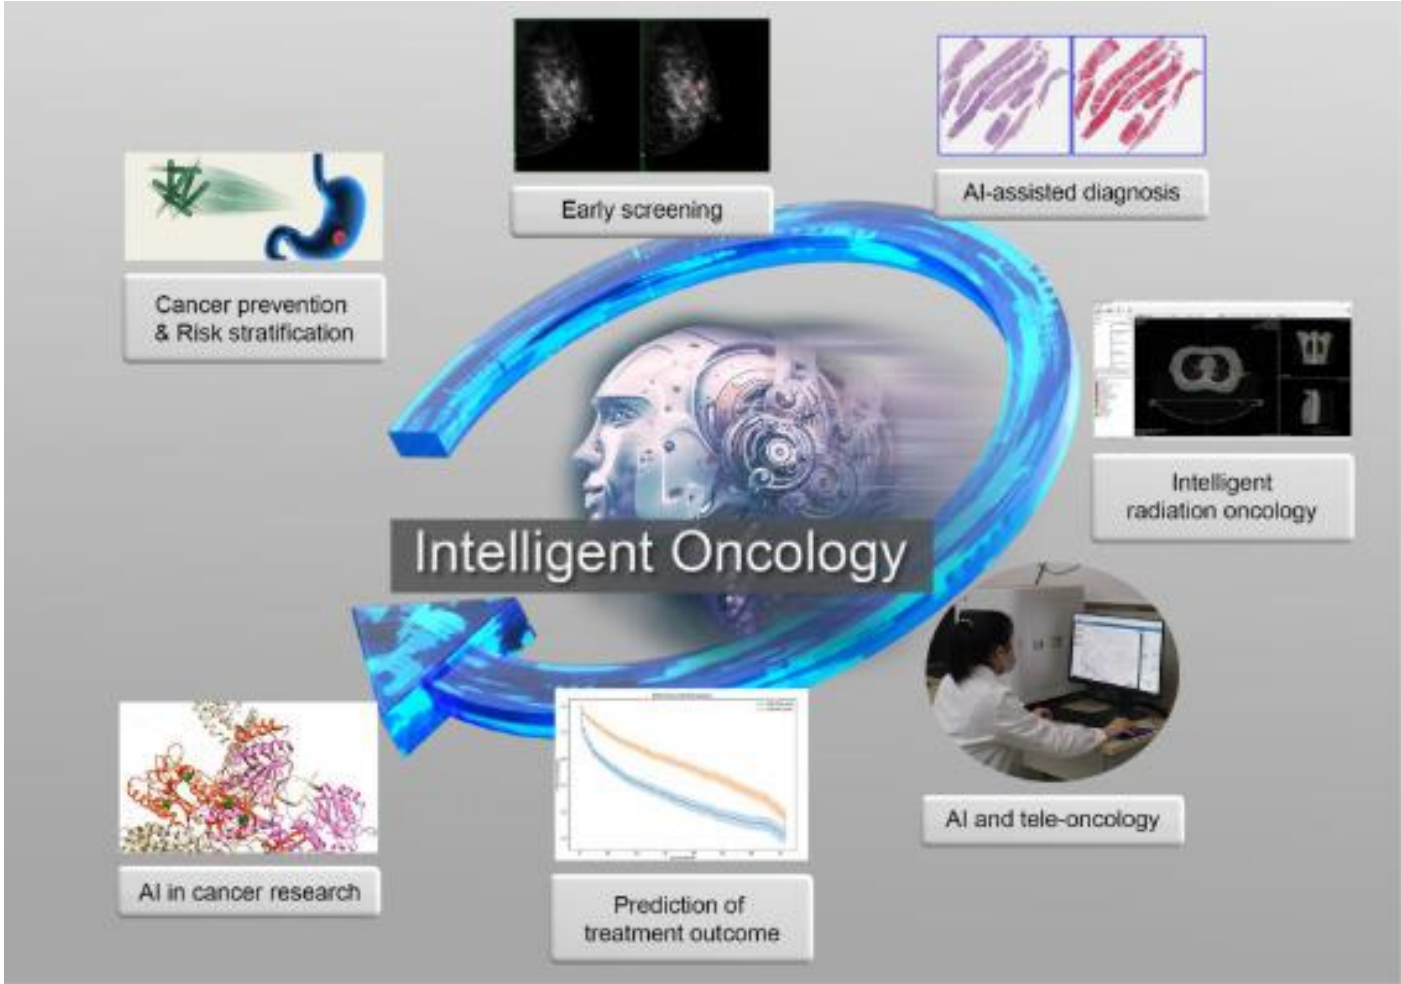 Early screening
AI-assisted diagnosis
Cancer prevention
& Risk stratification
Intelligent
radiation oncology
Intelligent Oncology
AI and tele-oncology
AI in cancer research
Prediction of
treatment outcome